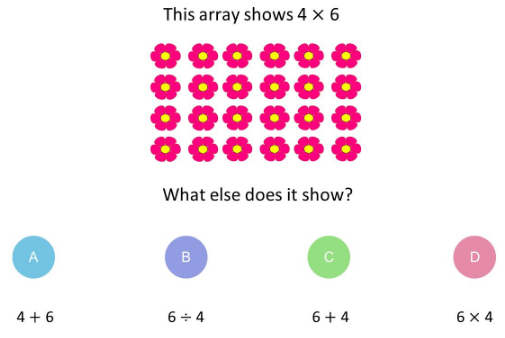 This array shows 4 × 6
What else does it show?
A B C D
4 + 6 6 ÷ 4 6 + 4 6 × 4